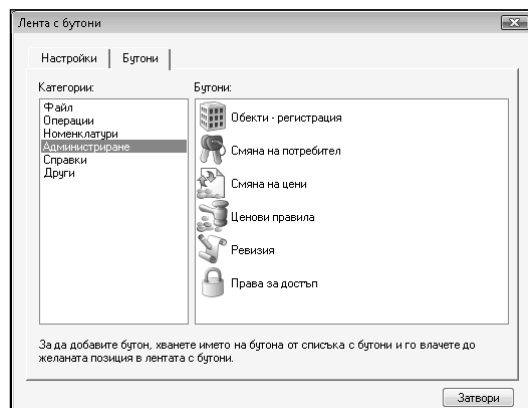 Лента с бутони
Настройки
Бутони
Категории:
Файл
Операции
Номенклатури
Администриране
Справки
Други
Бутони:
Обекти - регистрация
Смяна на потребител
Смяна на цени
Ценови правила
Ревизия
Права за достъп
За да добавите бутон, хванете името на бутона от списъка с бутони и го влачете до
желаната позиция в лентата с бутони.
Затвори